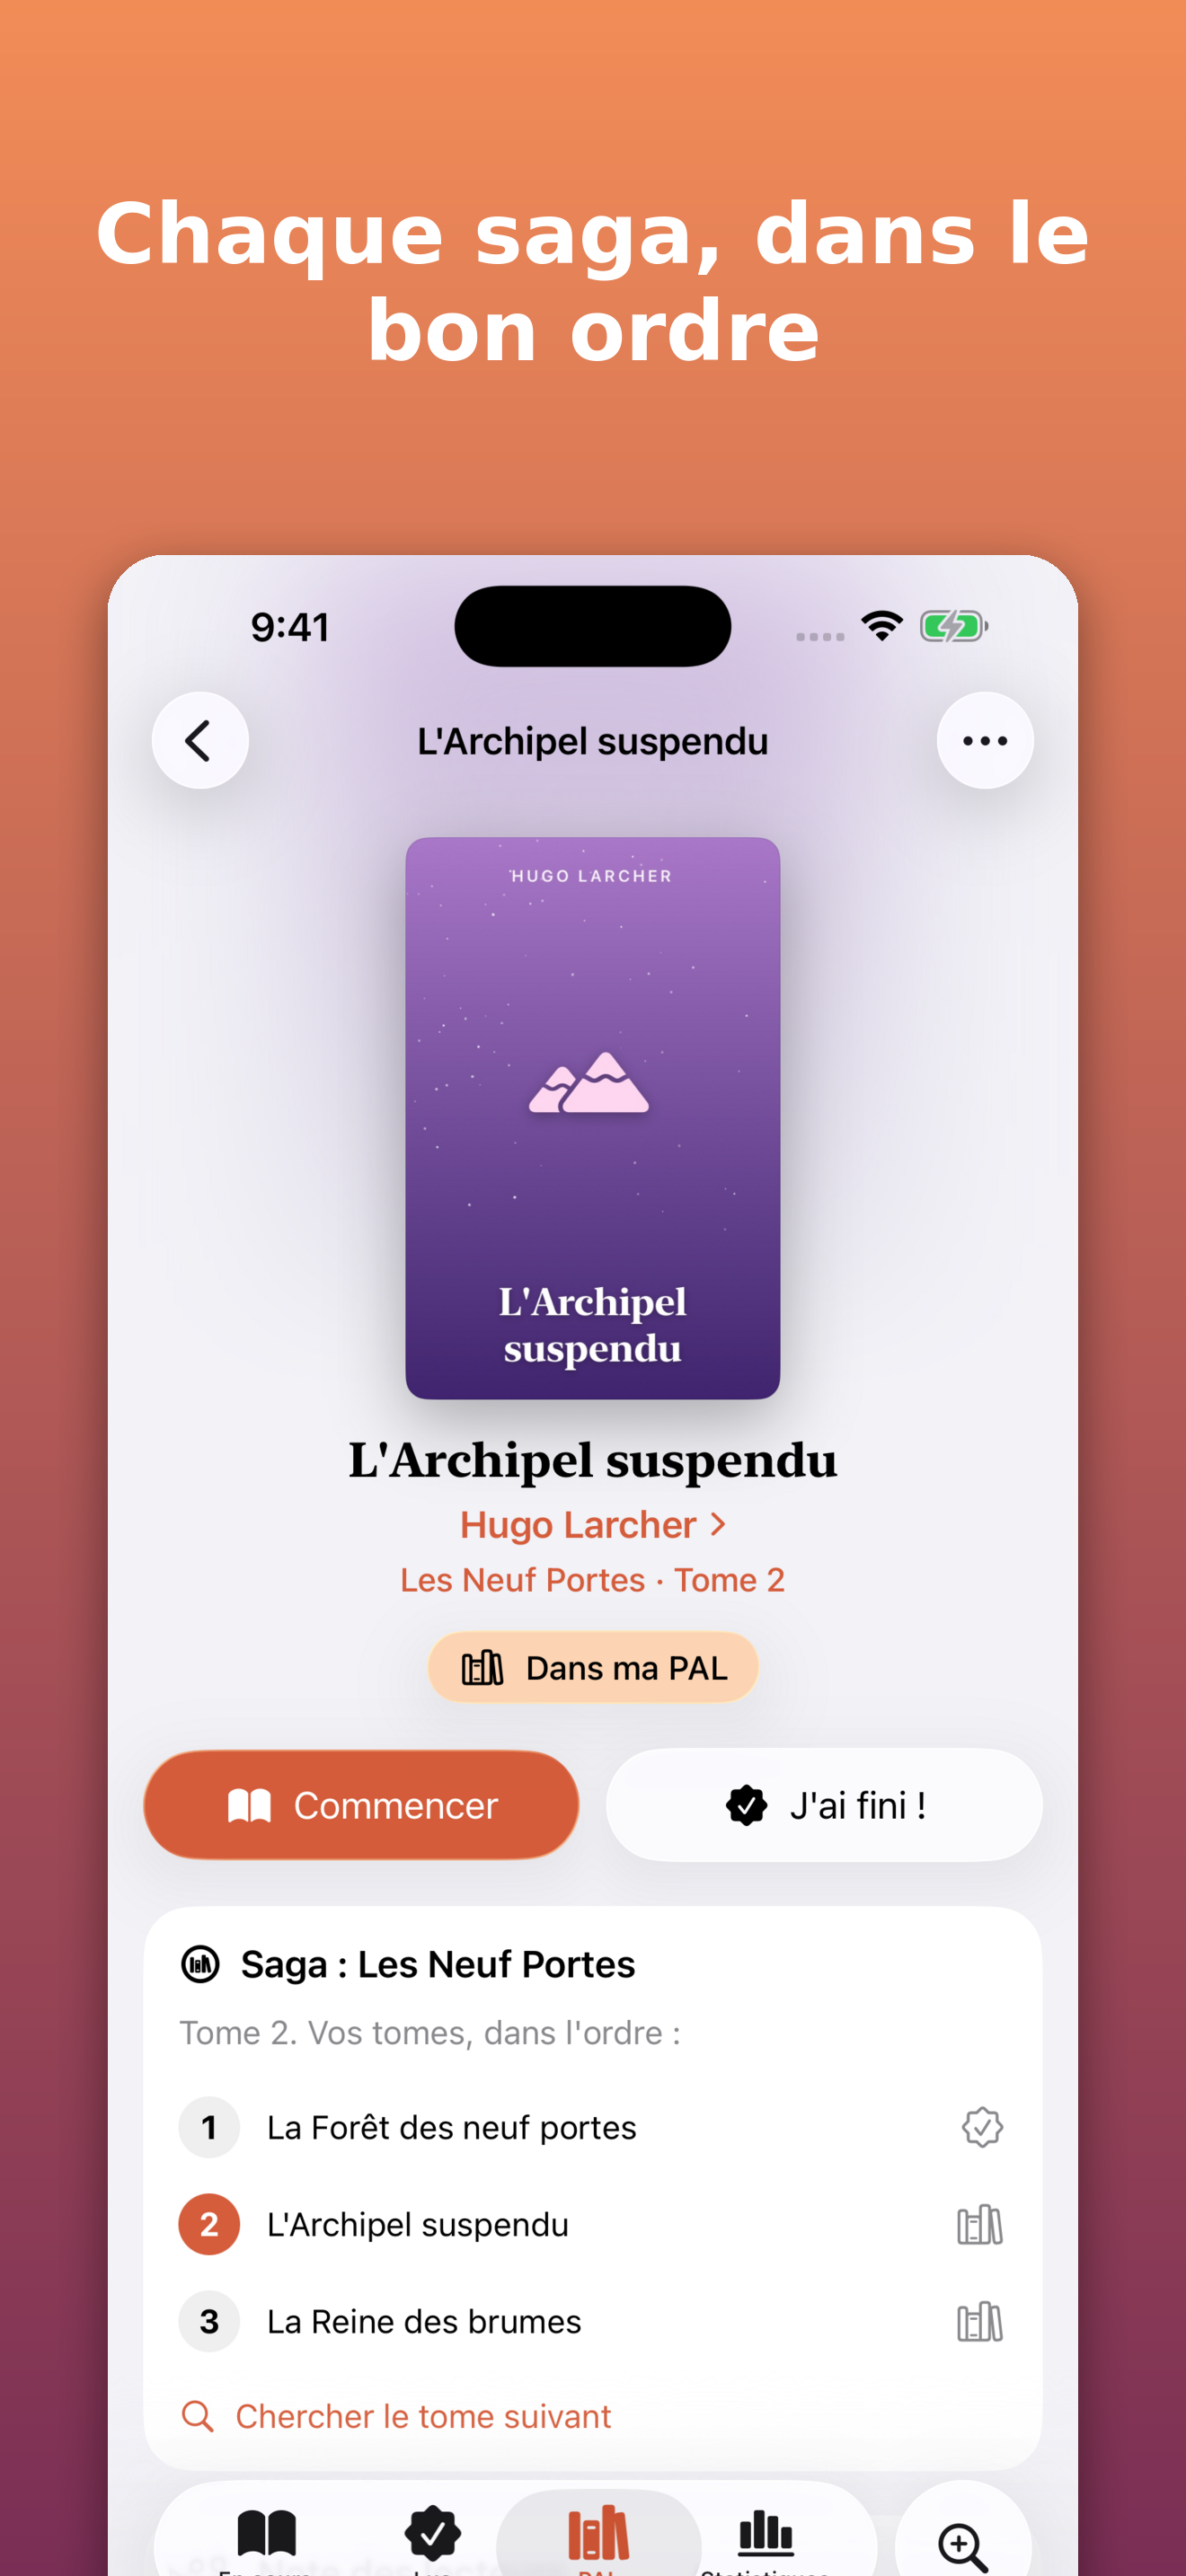 Chaque saga, dans le
bon ordre
9:41
L'Archipel suspendu
HUGO LARCHER
L'Archipel
suspendu
L'Archipel suspendu
Hugo Larcher
Les Neuf Portes · Tome 2
Dans ma PAL
Commencer
J'ai fini !
Saga : Les Neuf Portes
Tome 2. Vos tomes, dans l'ordre :
1 La Forêt des neuf portes
2 L'Archipel suspendu
3 La Reine des brumes
Chercher le tome suivant